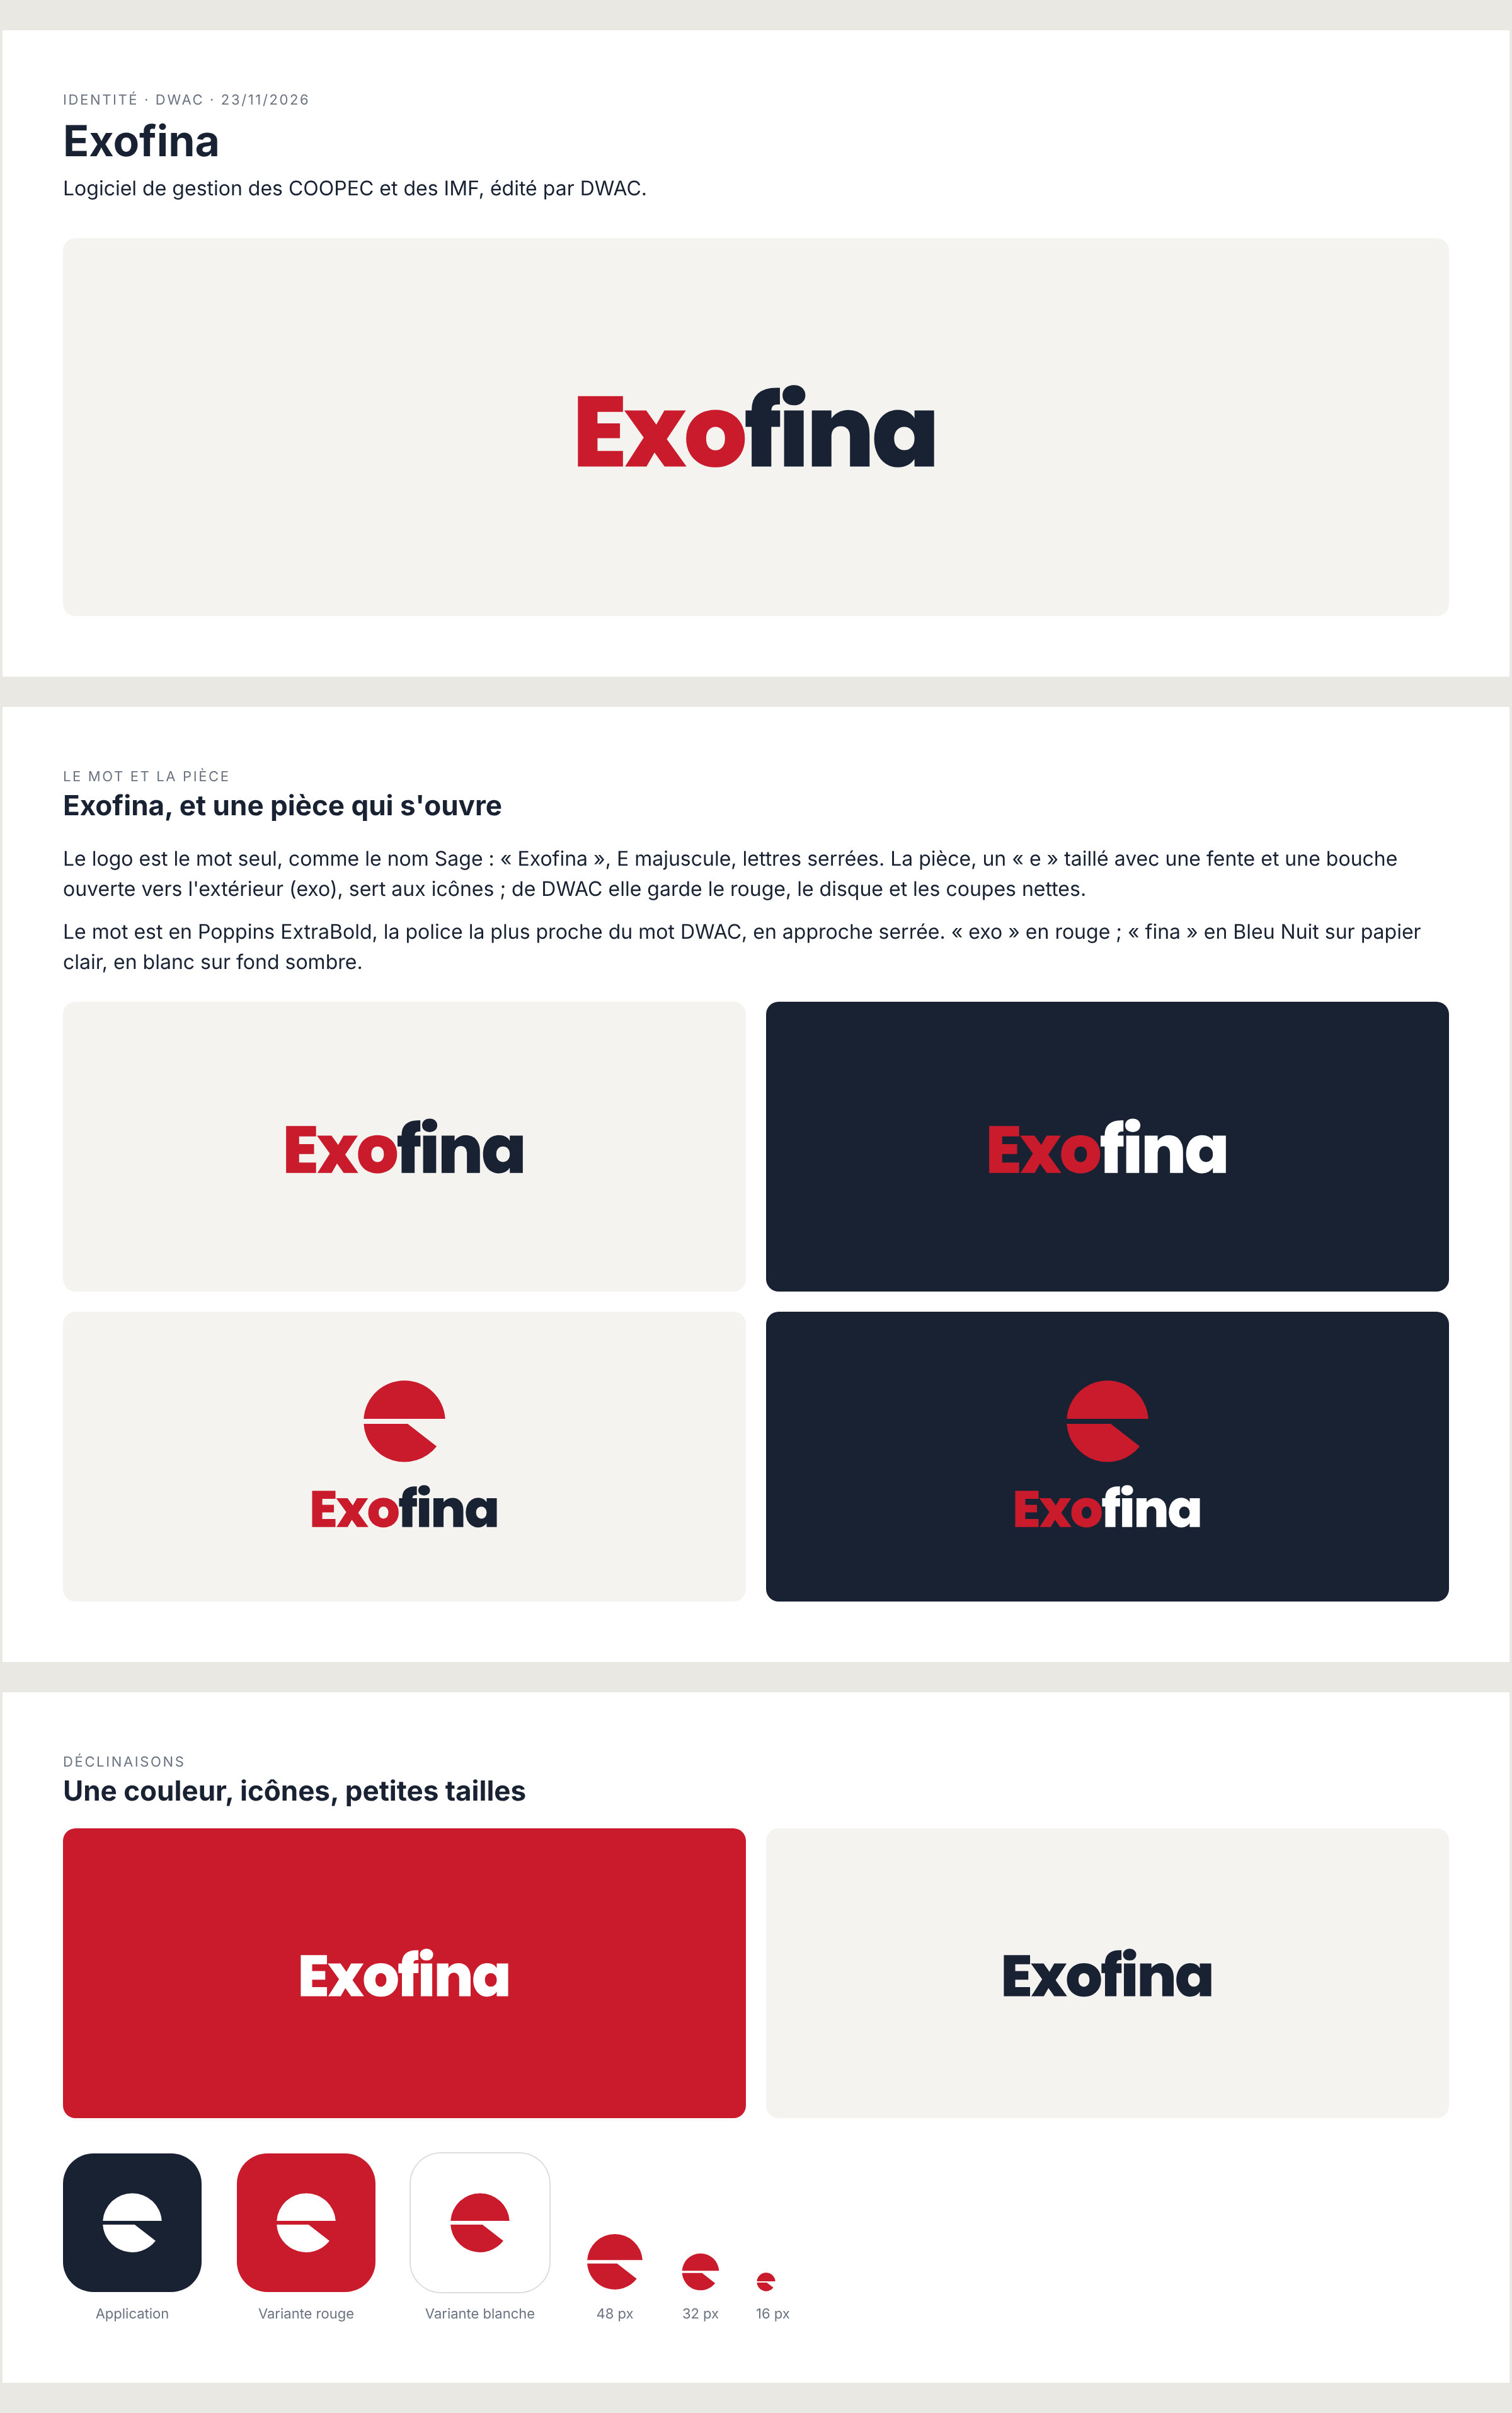 IDENTITÉ · DWAC · 23/11/2026
Exofina
Logiciel de gestion des COOPEC et des IMF, édité par DWAC.
Exofina
LE MOT ET LA PIÈCE
Exofina, et une pièce qui s'ouvre
Le logo est le mot seul, comme le nom Sage : « Exofina », E majuscule, lettres serrées. La pièce, un « e » taillé avec une fente et une bouche
ouverte vers l'extérieur (exo), sert aux icônes ; de DWAC elle garde le rouge, le disque et les coupes nettes.
Le mot est en Poppins ExtraBold, la police la plus proche du mot DWAC, en approche serrée. « exo » en rouge ; « fina » en Bleu Nuit sur papier
clair, en blanc sur fond sombre.
Exofina
Exofina
Exofina
Exofina
DÉCLINAISONS
Une couleur, icônes, petites tailles
Exofina
Exofina
Application
Variante rouge
Variante blanche
48 px
32 px
16 px